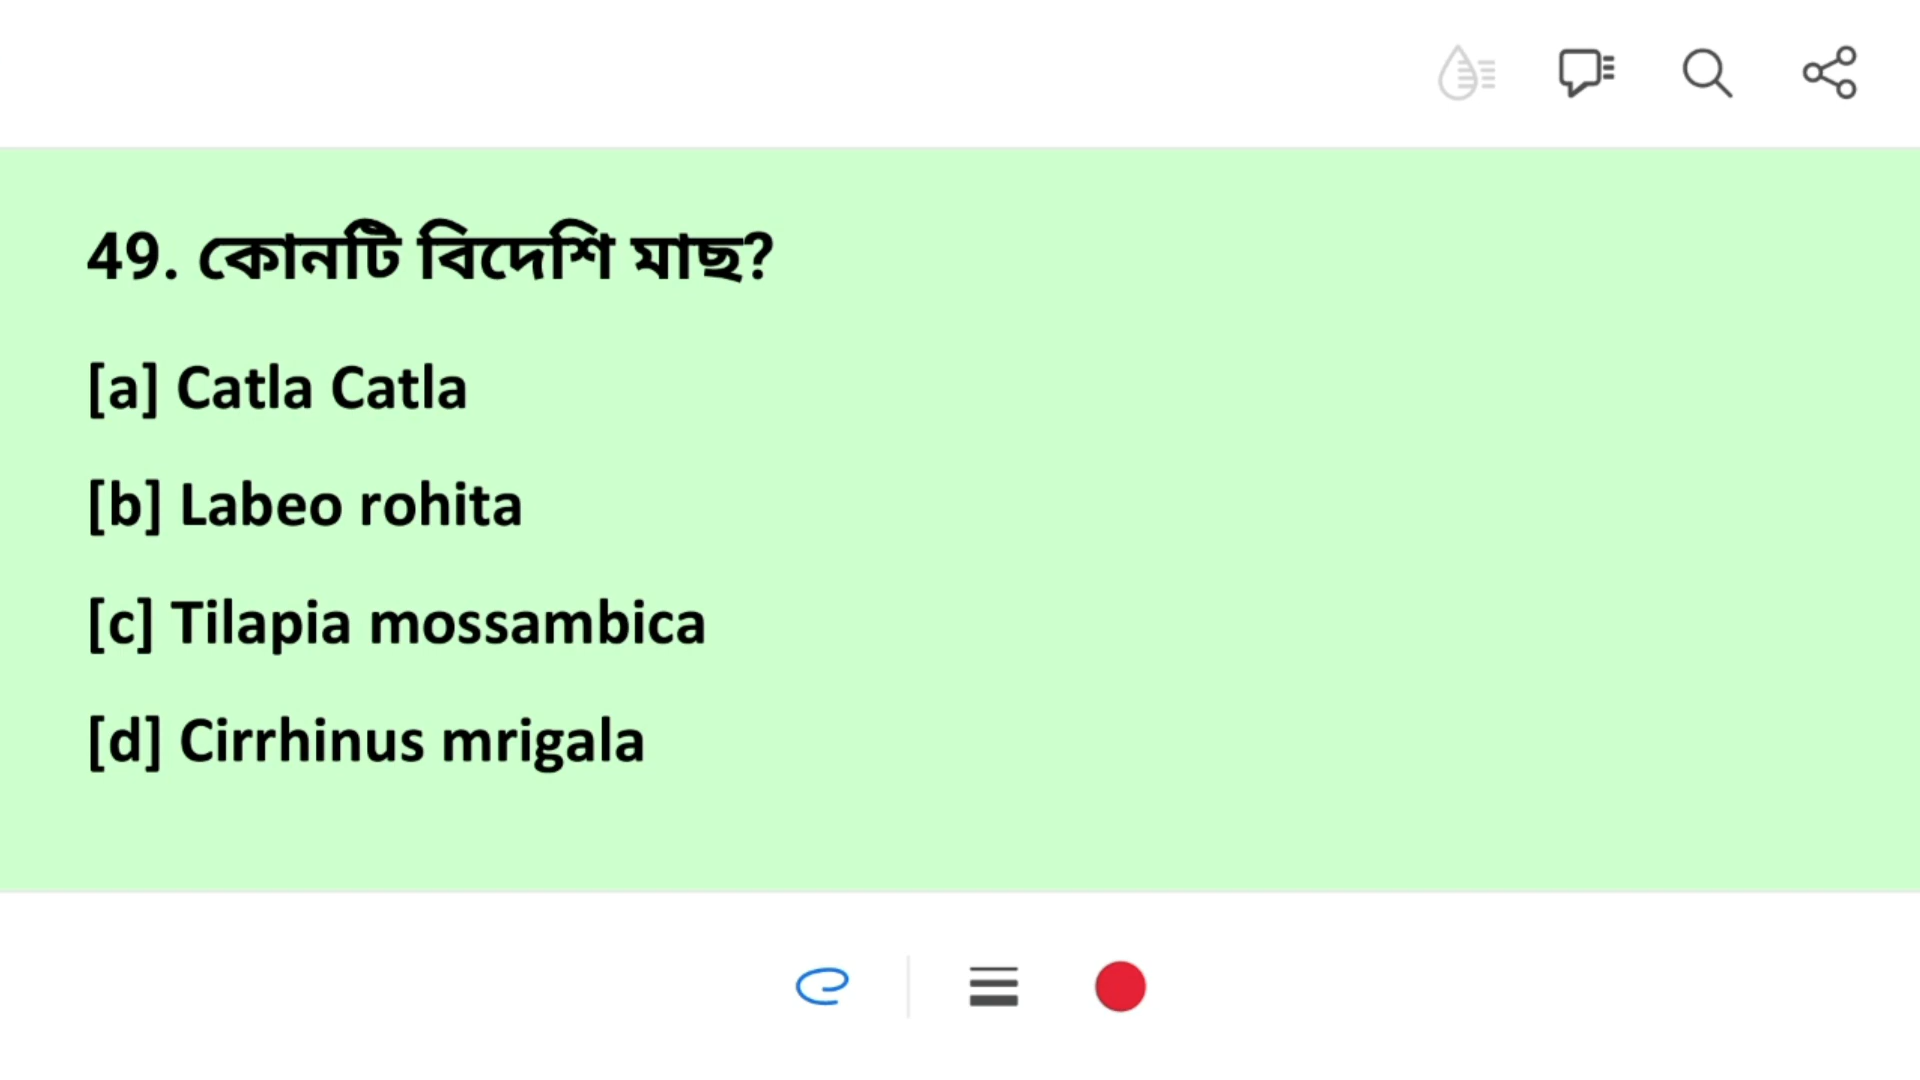 49. কোনটি বিদেশি মাছ?
[a] Catla Catla
[b] Labeo rohita
[c] Tilapia mossambica
[d] Cirrhinus mrigala